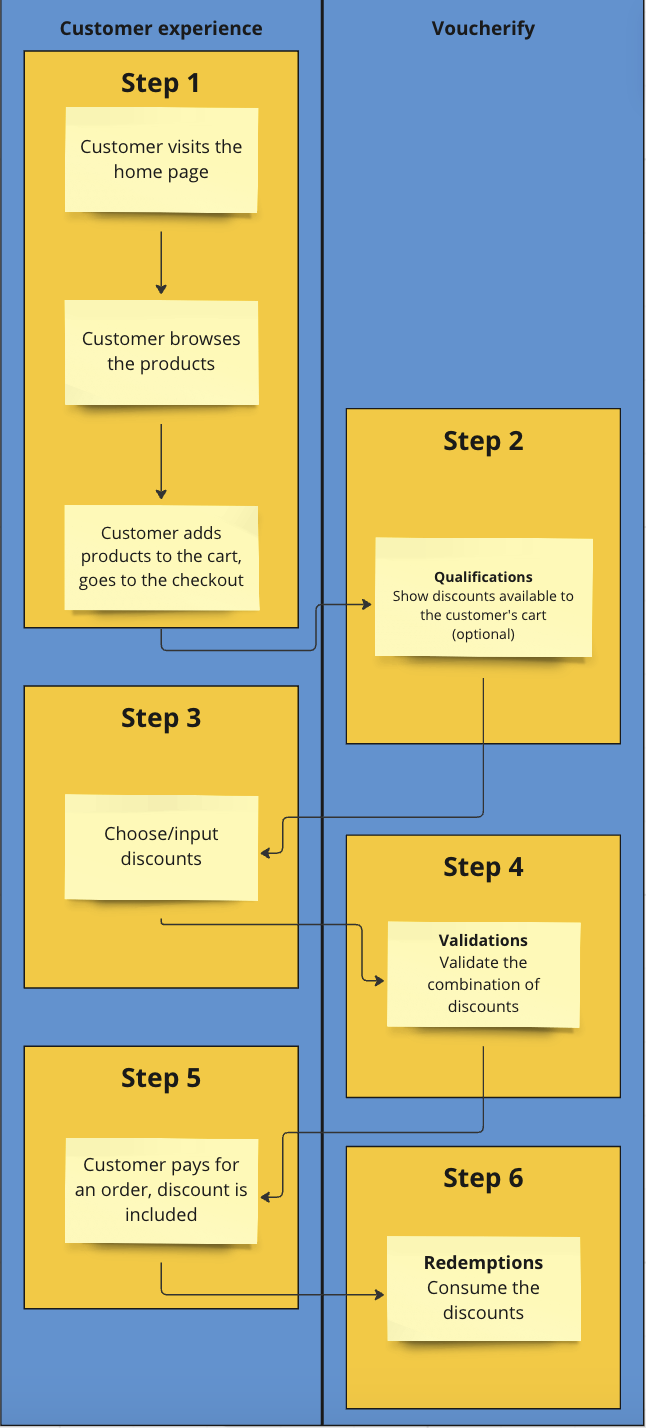 Customer experience
Voucherify
Step 1
Customer visits the
home page
Customer browses
the products
Customer adds
products to the cart,
goes to the checkout
Step 2
Qualifications
Show discounts available to
the customer's cart
(optional)
Step 3
Choose/input
discounts
Step 4
Validations
Validate the
combination of
discounts
Step 5
Customer pays for
an order, discount is
included
Step 6
Redemptions
Consume the
discounts